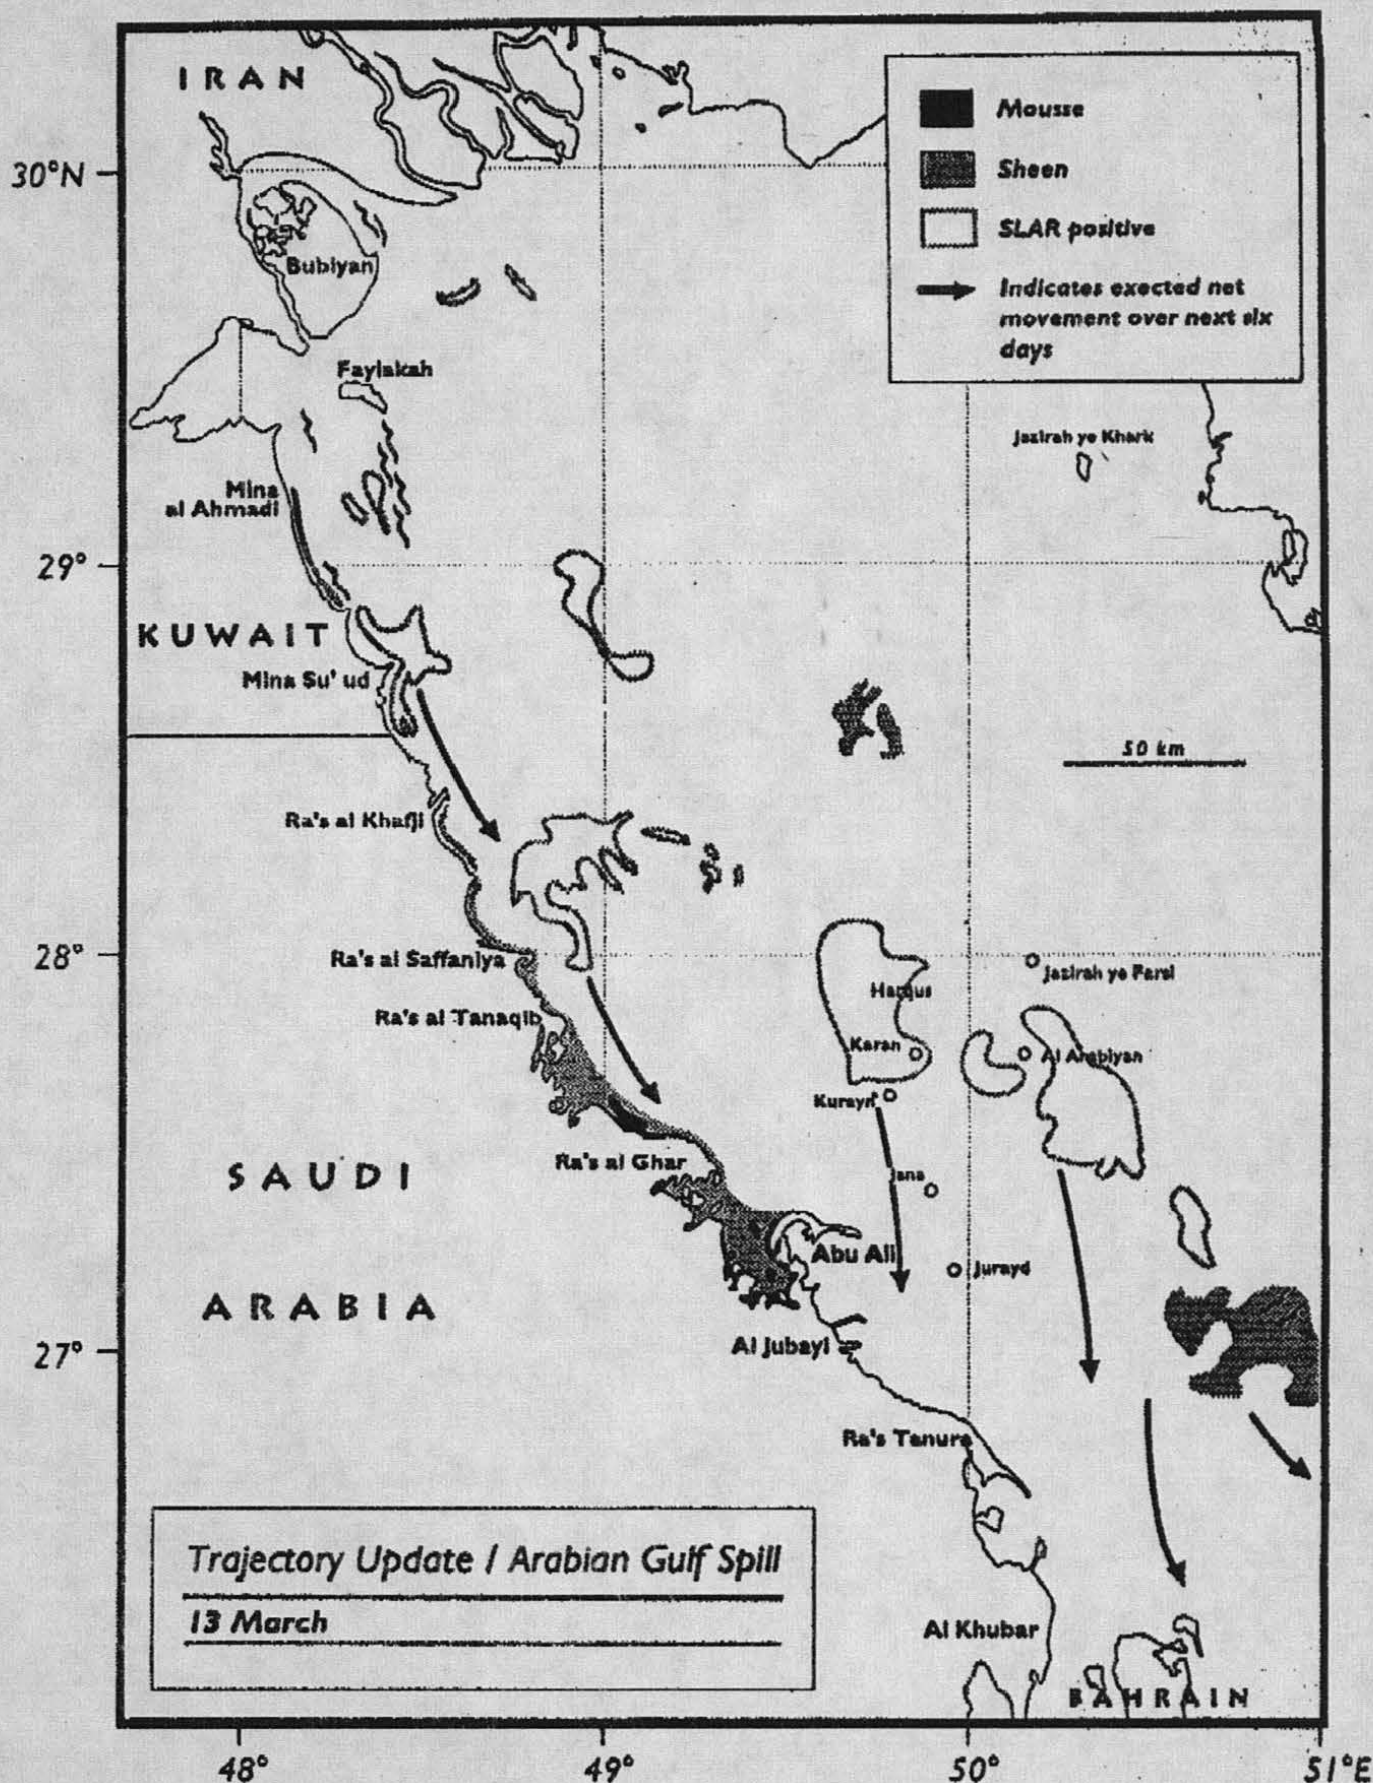 IRAN
Mousse
Sheen
SLAR positive
Indicates exected net
movement over next six
days
30°N
Bubiyan
Faylakah
Jazirah ye Khark
Mina
al Ahmadi
29°
KUWAIT
Mina Su' ud
50 km
Ra's al Khafji
28°
Ra's al Saffaniya
Jazirah ye Farsi
Harqus
Ra's al Tanaqib
Karan
Al Arabiyan
Kurayn
Ra's al Ghar
SAUDI
Jana
Abu Ali
Jurayd
ARABIA
27°
Al Jubayl
Ra's Tanura
Trajectory Update / Arabian Gulf Spill
13 March
Al Khubar
BAHRAIN
48°
49°
50°
51°E